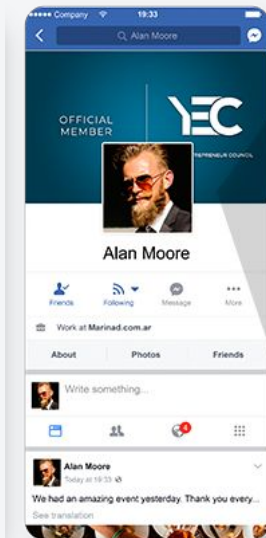 Company 19:33
Alan Moore
OFFICIAL
MEMBER
YEC
TREPRENEUR COUNCIL
Alan Moore
Friends Following Message More
Work at Marinad.com.ar
About Photos Friends
Write something...
4
Alan Moore
Today at 19:33
We had an amazing event yesterday. Thank you every...
See translation